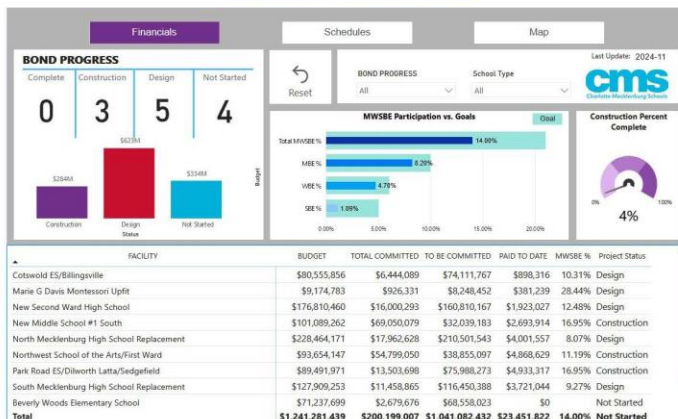 Financials
Schedules
Map
BOND PROGRESS
Complete Construction Design Not Started
0 3 5 4
$284M
$623M
$334M
Construction Design Not Started
Status
Reset
BOND PROGRESS School Type
All All
Last Update: 2024-11
cms
Charlotte-Mecklenburg Schools
MWSBE Participation vs. Goals
Goal
Budget
Total MWSBE % 14.00%
MBE % 8.20%
WBE % 4.70%
SBE % 1.09%
0.00% 5.00% 10.00% 15.00% 20.00%
Construction Percent
Complete
0% 100%
4%
FACILITY BUDGET TOTAL COMMITTED TO BE COMMITTED PAID TO DATE MWSBE % Project Status
Cotswold ES/Billingsville $80,555,856 $6,444,089 $74,111,767 $898,316 10.31% Design
Marie G Davis Montessori Upfit $9,174,783 $926,331 $8,248,452 $381,239 28.44% Design
New Second Ward High School $176,810,460 $16,000,293 $160,810,167 $1,923,027 12.48% Design
New Middle School #1 South $101,089,262 $69,050,079 $32,039,183 $2,693,914 16.95% Construction
North Mecklenburg High School Replacement $228,464,171 $17,962,628 $210,501,543 $4,001,557 8.07% Design
Northwest School of the Arts/First Ward $93,654,147 $54,799,050 $38,855,097 $4,868,629 11.19% Construction
Park Road ES/Dilworth Latta/Sedgefield $89,491,971 $13,503,698 $75,988,273 $4,933,317 16.95% Construction
South Mecklenburg High School Replacement $127,909,253 $11,458,865 $116,450,388 $3,721,044 9.27% Design
Beverly Woods Elementary School $71,237,699 $2,679,676 $68,558,023 $0 Not Started
Total $1,241,281,439 $200,199,007 $1,041,082,432 $23,451,822 14.00% Not Started